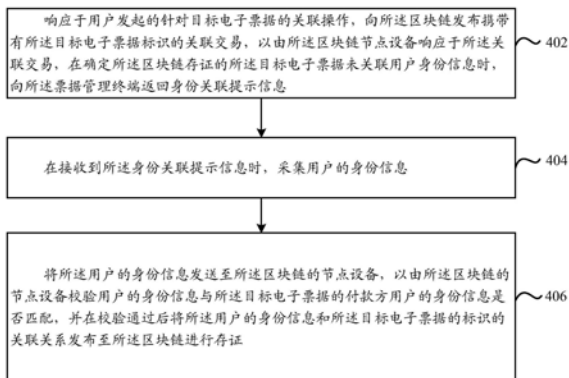 响应于用户发起的针对目标电子票据的关联操作，向所述区块链发布携带
有所述目标电子票据标识的关联交易，以由所述区块链节点设备响应于所述关
联交易，在确定所述区块链存证的所述目标电子票据未关联用户身份信息时，
向所述票据管理终端返回身份关联提示信息
402
在接收到所述身份关联提示信息时，采集用户的身份信息
404
将所述用户的身份信息发送至所述区块链的节点设备，以由所述区块链的
节点设备校验用户的身份信息与所述目标电子票据的付款方用户的身份信息是
否匹配，并在校验通过后将所述用户的身份信息和所述目标电子票据的标识的
关联关系发布至所述区块链进行存证
406